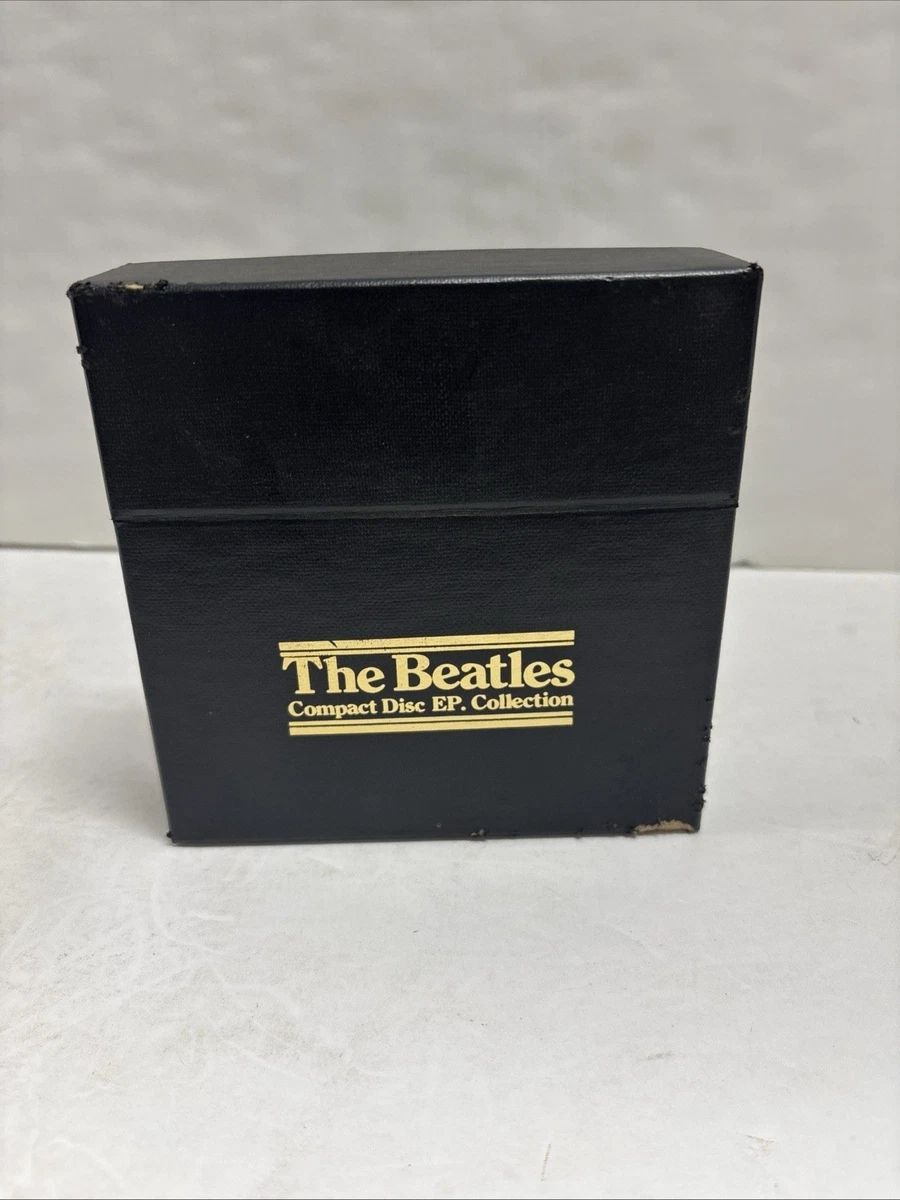 The Beatles
Compact Disc EP. Collection